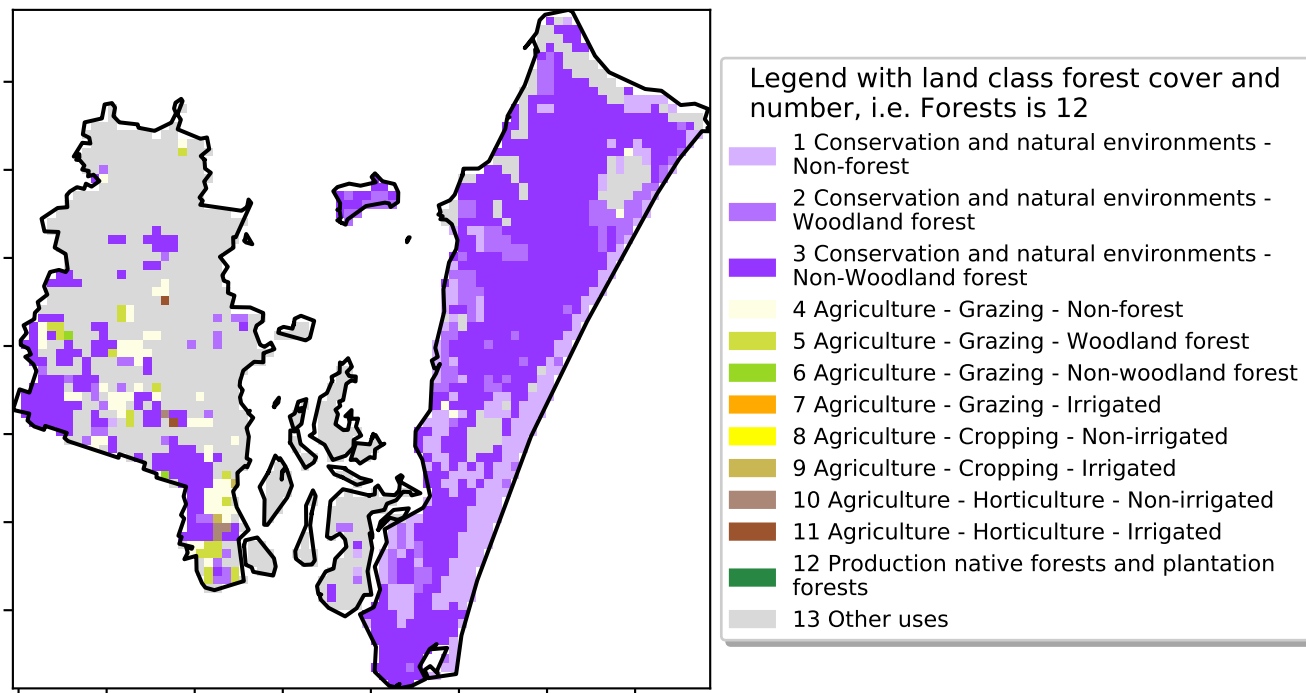 Legend with land class forest cover and
number, i.e. Forests is 12
1 Conservation and natural environments -
Non-forest
2 Conservation and natural environments -
Woodland forest
3 Conservation and natural environments -
Non-Woodland forest
4 Agriculture - Grazing - Non-forest
5 Agriculture - Grazing - Woodland forest
6 Agriculture - Grazing - Non-woodland forest
7 Agriculture - Grazing - Irrigated
8 Agriculture - Cropping - Non-irrigated
9 Agriculture - Cropping - Irrigated
10 Agriculture - Horticulture - Non-irrigated
11 Agriculture - Horticulture - Irrigated
12 Production native forests and plantation
forests
13 Other uses